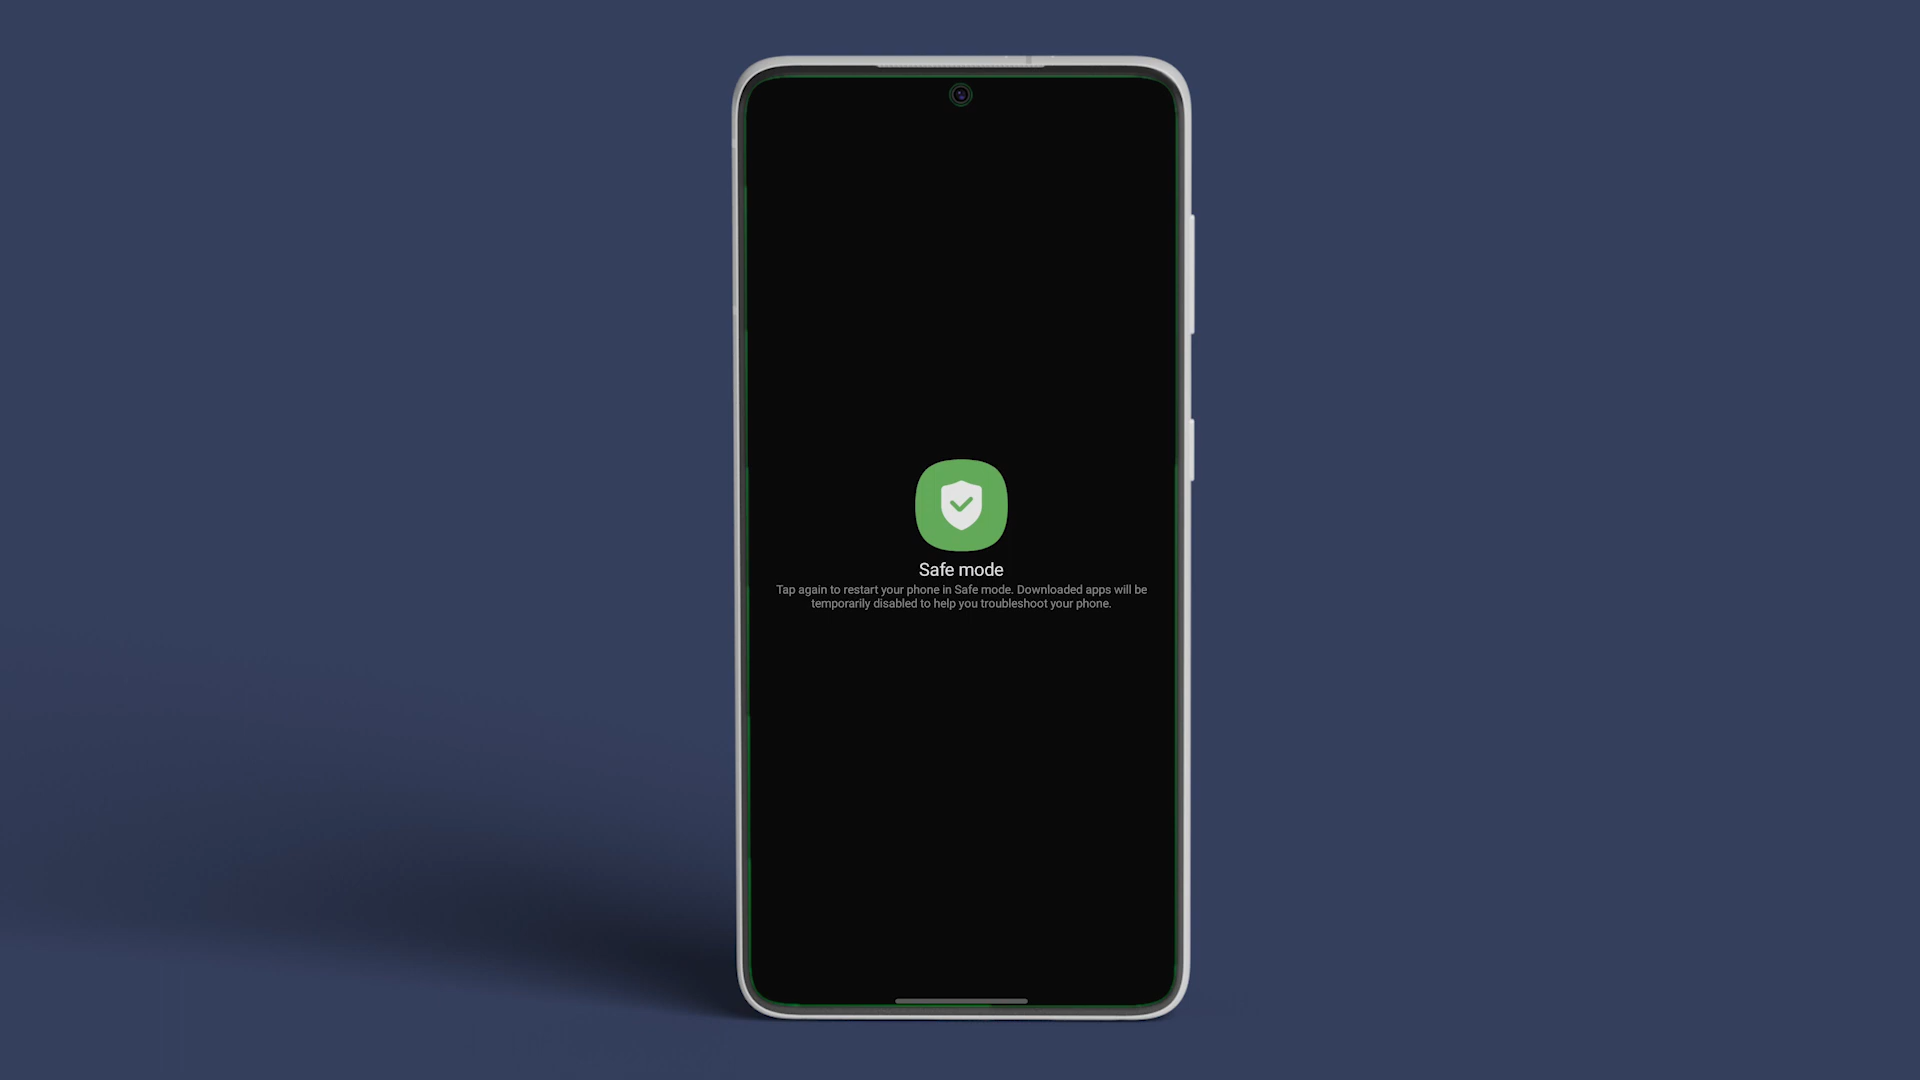 Safe mode
Tap again to restart your phone in Safe mode. Downloaded apps will be
temporarily disabled to help you troubleshoot your phone.